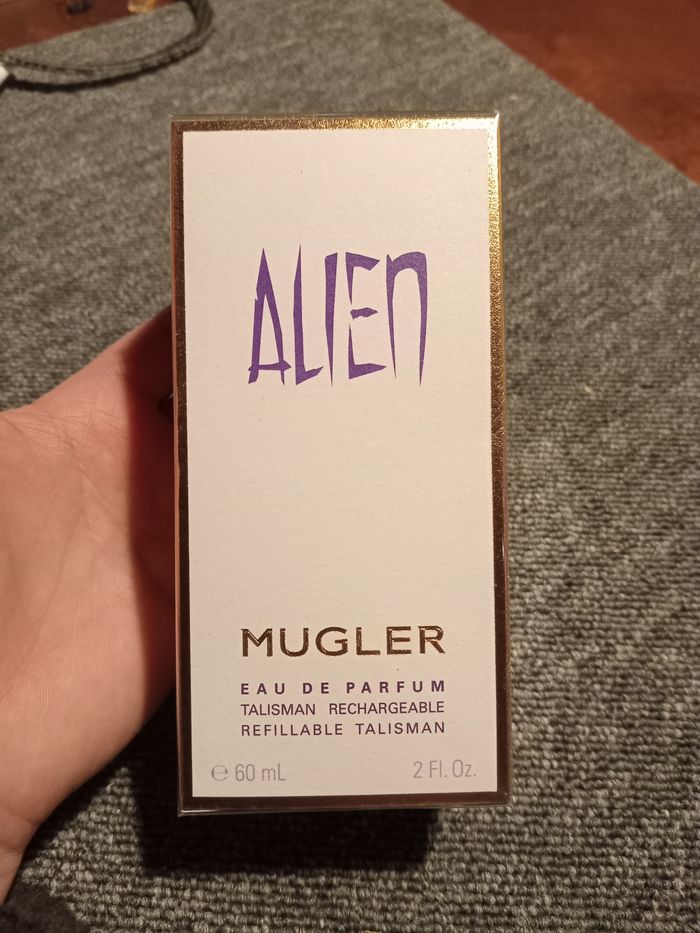 ALIEN
MUGLER
EAU DE PARFUM
TALISMAN RECHARGEABLE
REFILLABLE TALISMAN
℮ 60 mL 2 Fl. Oz.